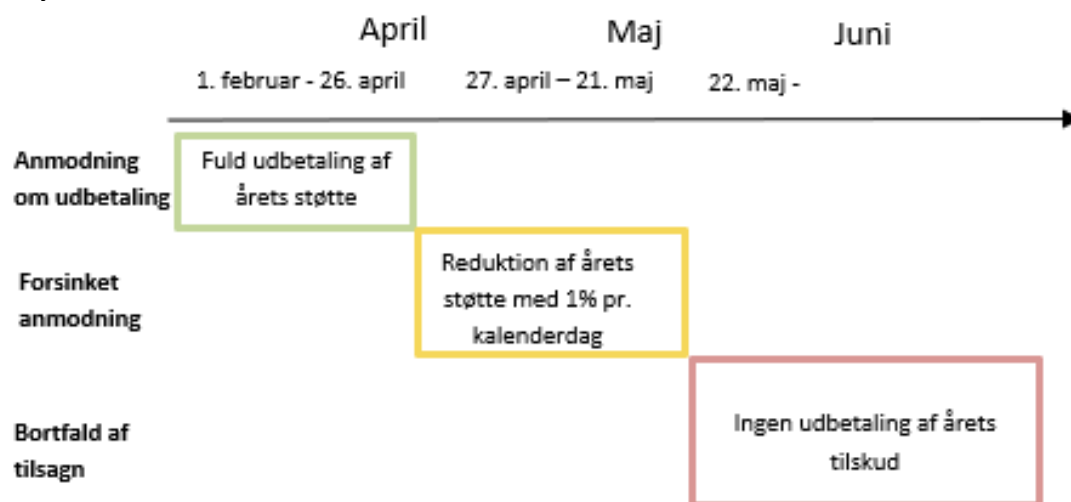 April
Maj
Juni
1. februar - 26. april
27. april – 21. maj
22. maj -
Anmodning
om udbetaling
Fuld udbetaling af
årets støtte
Forsinket
anmodning
Reduktion af årets
støtte med 1% pr.
kalenderdag
Bortfald af
tilsagn
Ingen udbetaling af årets
tilskud